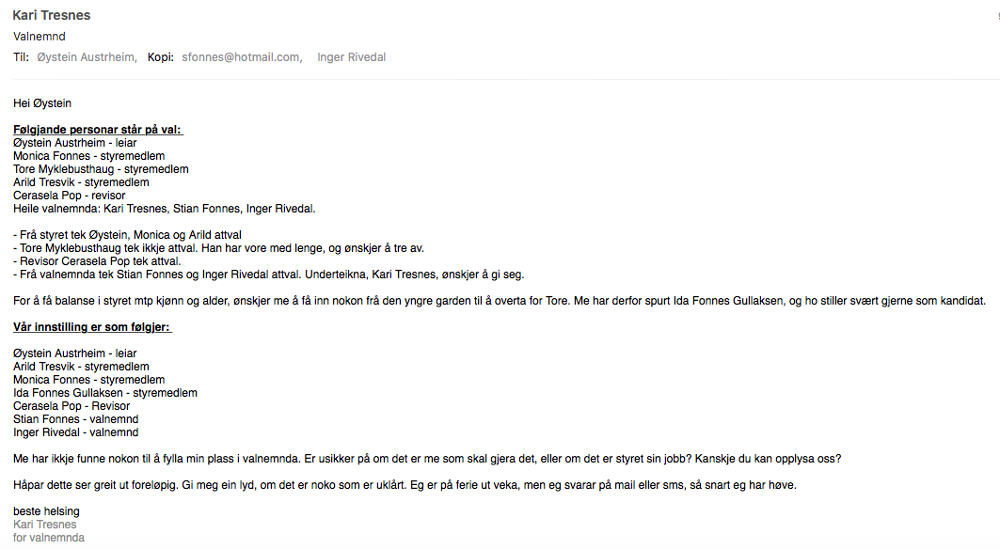 Kari Tresnes
Valnemnd
Til: Øystein Austrheim, Kopi: sfonnes@hotmail.com, Inger Rivedal
Hei Øystein
Følgjande personar står på val:
Øystein Austrheim - leiar
Monica Fonnes - styremedlem
Tore Myklebusthaug - styremedlem
Arild Tresvik - styremedlem
Cerasela Pop - revisor
Heile valnemnda: Kari Tresnes, Stian Fonnes, Inger Rivedal.
- Frå styret tek Øystein, Monica og Arild attval
- Tore Myklebusthaug tek ikkje attval. Han har vore med lenge, og ønskjer å tre av.
- Revisor Cerasela Pop tek attval.
- Frå valnemnda tek Stian Fonnes og Inger Rivedal attval. Underteikna, Kari Tresnes, ønskjer å gi seg.
For å få balanse i styret mtp kjønn og alder, ønskjer me å få inn nokon frå den yngre garden til å overta for Tore. Me har derfor spurt Ida Fonnes Gullaksen, og ho stiller svært gjerne som kandidat.
Vår innstilling er som følgjer:
Øystein Austrheim - leiar
Arild Tresvik - styremedlem
Monica Fonnes - styremedlem
Ida Fonnes Gullaksen - styremedlem
Cerasela Pop - Revisor
Stian Fonnes - valnemnd
Inger Rivedal - valnemnd
Me har ikkje funne nokon til å fylla min plass i valnemnda. Er usikker på om det er me som skal gjera det, eller om det er styret sin jobb? Kanskje du kan opplysa oss?
Håpar dette ser greit ut foreløpig. Gi meg ein lyd, om det er noko som er uklårt. Eg er på ferie ut veka, men eg svarar på mail eller sms, så snart eg har høve.
beste helsing
Kari Tresnes
for valnemnda